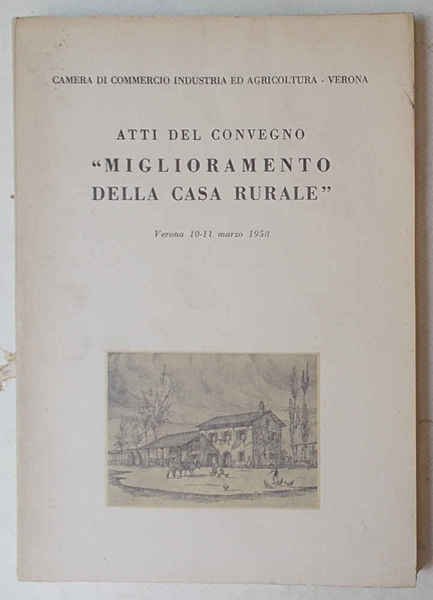 CAMERA DI COMMERCIO INDUSTRIA ED AGRICOLTURA - VERONA
ATTI DEL CONVEGNO
“MIGLIORAMENTO
DELLA CASA RURALE”
Verona 10-11 marzo 1958